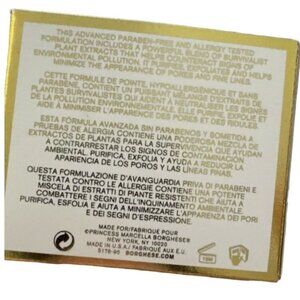 THIS ADVANCED PARABEN-FREE AND ALLERGY TESTED
FORMULATION INCLUDES A POWERFUL BLEND OF SURVIVALIST
PLANT EXTRACTS THAT HELPS COUNTERACT SIGNS OF
ENVIRONMENTAL POLLUTION. IT PURIFIES, EXFOLIATES AND HELPS
MINIMIZE THE APPEARANCE OF PORES AND FINE LINES.
CETTE FORMULE DE POINTE, HYPOALLERGÉNIQUE ET SANS
PARABENE, CONTIENT UN PUISSANT MÉLANGE D'EXTRAITS DE
PLANTES SURVIVALISTES QUI AIDENT À NEUTRALISER LES SIGNES
DE POLLUTION ENVIRONNEMENTALE. PURIFIE, EXFOLIE ET
AIDE A MINIMISER L'APPARENCE DES PORES ET DES RIDULES.
ESTA FÓRMULA AVANZADA SIN PARABENOS Y SOMETIDA A
PRUEBAS DE ALERGIA CONTIENE UNA PODEROSA MEZCLA DE
EXTRACTOS DE PLANTAS PARA LA SUPERVIVENCIA QUE AYUDAN
A CONTRARRESTAR LOS SIGNOS DE CONTAMINACIÓN
AMBIENTAL. PURIFICA, EXFOLIA Y AYUDA A REDUCIR LA
APARIENCIA DE LOS POROS Y LAS LÍNEAS FINAS.
QUESTA FORMULAZIONE D'AVANGUARDIA PRIVA DI PARABENI E
TESTATA CONTRO LE ALLERGIE CONTIENE UNA POTENTE
MISCELA DI ESTRATTI DI PIANTE RESISTENTI CHE AIUTA A
COMBATTERE I SEGNI DELL'INQUINAMENTO AMBIENTALE.
PURIFICA, ESFOLIA E AIUTA A MINIMIZZARE L'APPARENZA DEI PORI
E DEI SEGNI D'ESPRESSIONE.
MADE FOR/FABRIQUÉ POUR
© PRINCESS MARCELLA BORGHESE®
NEW YORK, NY 10020
MADE IN U.S.A./ FABRIQUÉ AUX É.U.
5178-95 BORGHESE.COM
12M